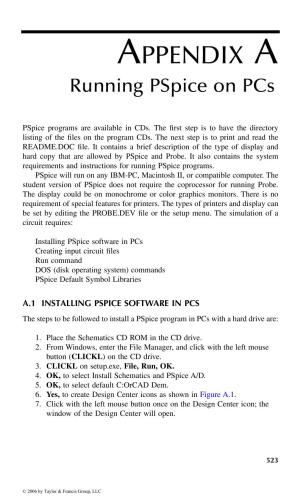 APPENDIX A
Running PSpice on PCs
PSpice programs are available in CDs. The first step is to have the directory
listing of the files on the program CDs. The next step is to print and read the
README.DOC file. It contains a brief description of the type of display and
hard copy that are allowed by PSpice and Probe. It also contains the system
requirements and instructions for running PSpice programs.
PSpice will run on any IBM-PC, Macintosh II, or compatible computer. The
student version of PSpice does not require the coprocessor for running Probe.
The display could be on monochrome or color graphics monitors. There is no
requirement of special features for printers. The types of printers and display can
be set by editing the PROBE.DEV file or the setup menu. The simulation of a
circuit requires:
Installing PSpice software in PCs
Creating input circuit files
Run command
DOS (disk operating system) commands
PSpice Default Symbol Libraries
A.1 INSTALLING PSPICE SOFTWARE IN PCS
The steps to be followed to install a PSpice program in PCs with a hard drive are:
1. Place the Schematics CD ROM in the CD drive.
2. From Windows, enter the File Manager, and click with the left mouse
button (CLICKL) on the CD drive.
3. CLICKL on setup.exe, File, Run, OK.
4. OK, to select Install Schematics and PSpice A/D.
5. OK, to select default C:OrCAD Dem.
6. Yes, to create Design Center icons as shown in Figure A.1.
7. Click with the left mouse button once on the Design Center icon; the
window of the Design Center will open.
523
© 2006 by Taylor & Francis Group, LLC